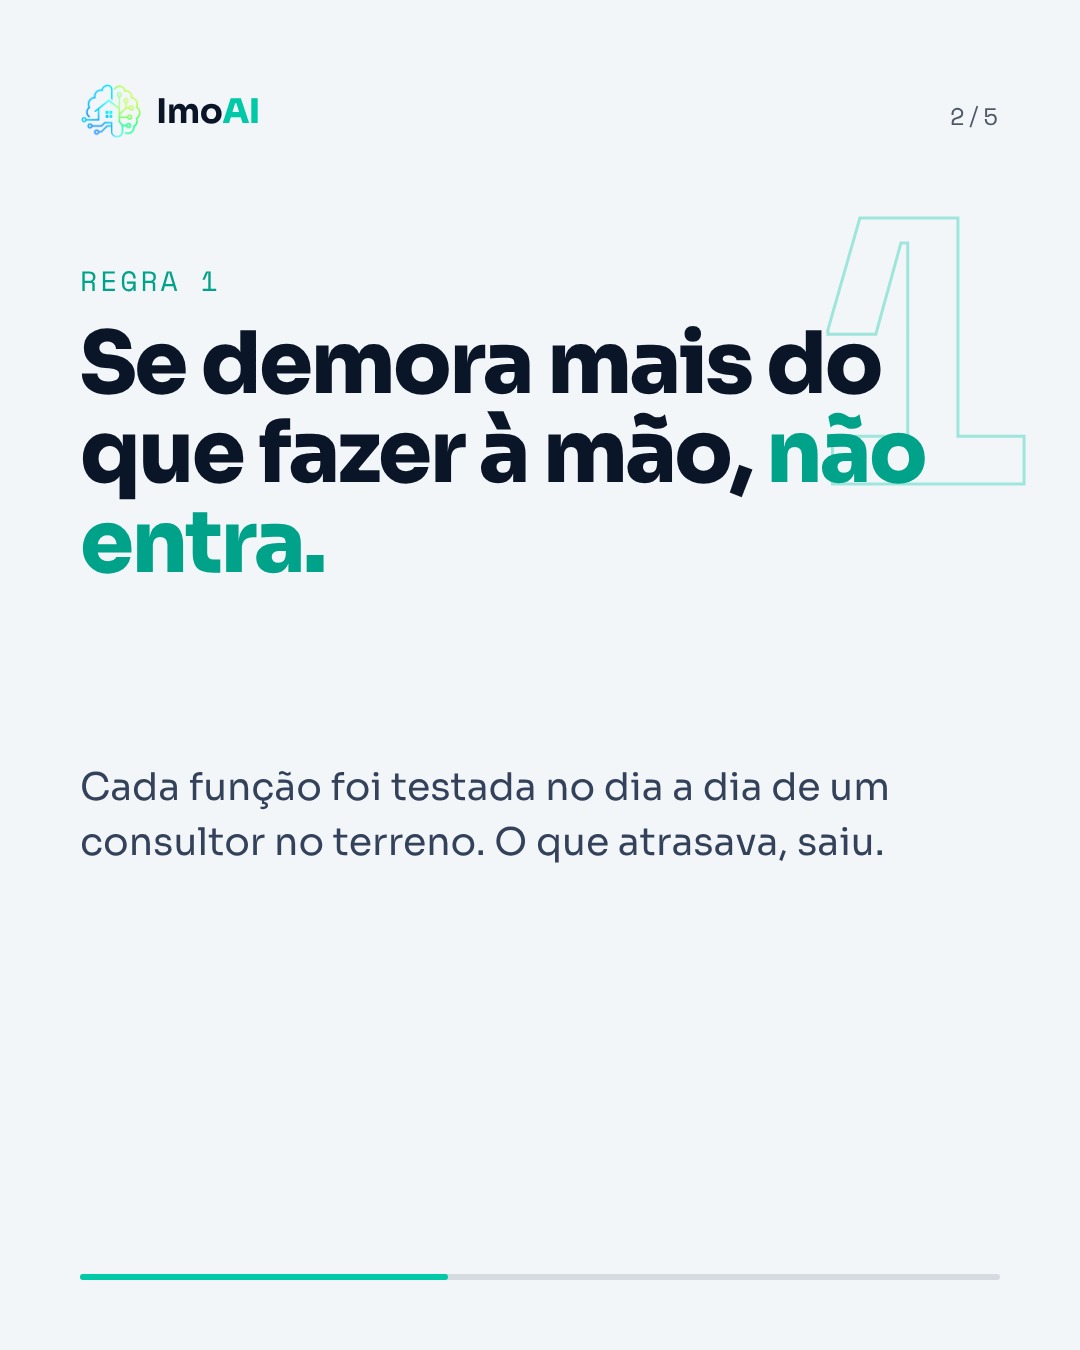 ImoAI
2/5
1
REGRA 1
Se demora mais do
que fazer à mão, não
entra.
Cada função foi testada no dia a dia de um
consultor no terreno. O que atrasava, saiu.